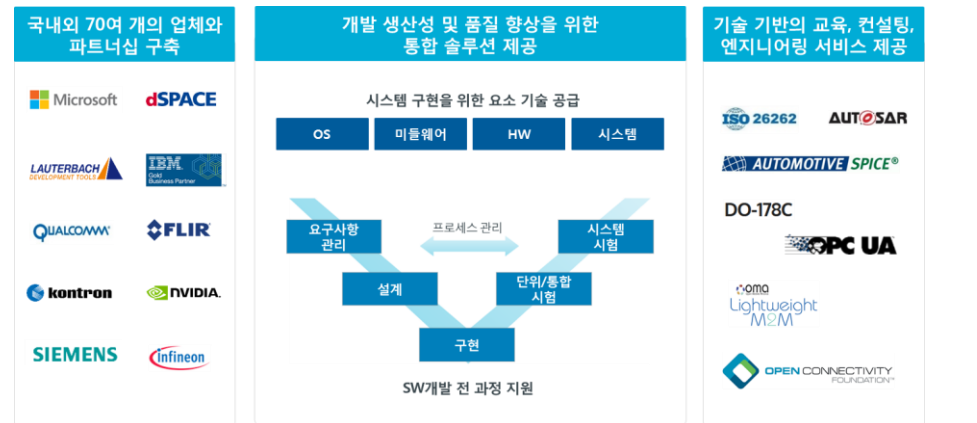 국내외 70여 개의 업체와
파트너십 구축
Microsoft
dSPACE
LAUTERBACH
DEVELOPMENT TOOLS
IBM
Gold
Business Partner
QUALCOMM
FLIR
kontron
NVIDIA.
SIEMENS
infineon
개발 생산성 및 품질 향상을 위한
통합 솔루션 제공
시스템 구현을 위한 요소 기술 공급
OS
미들웨어
HW
시스템
요구사항
관리
프로세스 관리
시스템
시험
설계
단위/통합
시험
구현
SW개발 전 과정 지원
기술 기반의 교육, 컨설팅,
엔지니어링 서비스 제공
ISO 26262
AUTOSAR
AUTOMOTIVE SPICE®
DO-178C
OPC UA
oma
Lightweight
M2M
OPEN CONNECTIVITY
FOUNDATION™